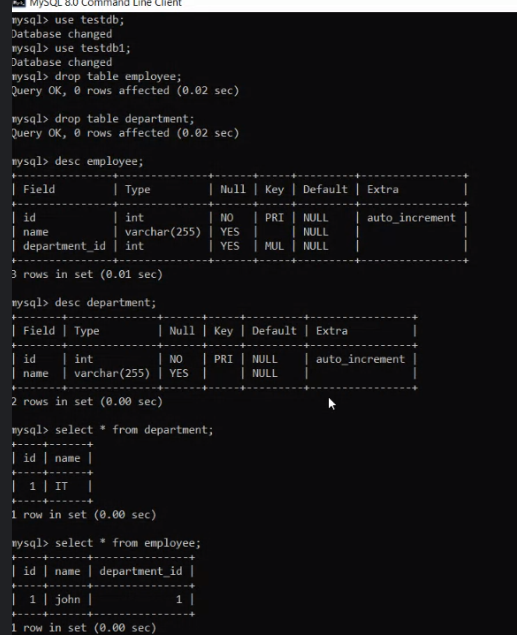 MySQL 8.0 Command Line Client
mysql> use testdb;
Database changed
mysql> use testdb1;
Database changed
mysql> drop table employee;
Query OK, 0 rows affected (0.02 sec)
mysql> drop table department;
Query OK, 0 rows affected (0.02 sec)
mysql> desc employee;
+---------------+--------------+------+-----+---------+----------------+
| Field         | Type         | Null | Key | Default | Extra          |
+---------------+--------------+------+-----+---------+----------------+
| id            | int          | NO   | PRI | NULL    | auto_increment |
| name          | varchar(255) | YES  |     | NULL    |                |
| department_id | int          | YES  | MUL | NULL    |                |
+---------------+--------------+------+-----+---------+----------------+
3 rows in set (0.01 sec)
mysql> desc department;
+-------+--------------+------+-----+---------+----------------+
| Field | Type         | Null | Key | Default | Extra          |
+-------+--------------+------+-----+---------+----------------+
| id    | int          | NO   | PRI | NULL    | auto_increment |
| name  | varchar(255) | YES  |     | NULL    |                |
+-------+--------------+------+-----+---------+----------------+
2 rows in set (0.00 sec)
mysql> select * from department;
+----+------+
| id | name |
+----+------+
|  1 | IT   |
+----+------+
1 row in set (0.00 sec)
mysql> select * from employee;
+----+------+---------------+
| id | name | department_id |
+----+------+---------------+
|  1 | john |             1 |
+----+------+---------------+
1 row in set (0.00 sec)